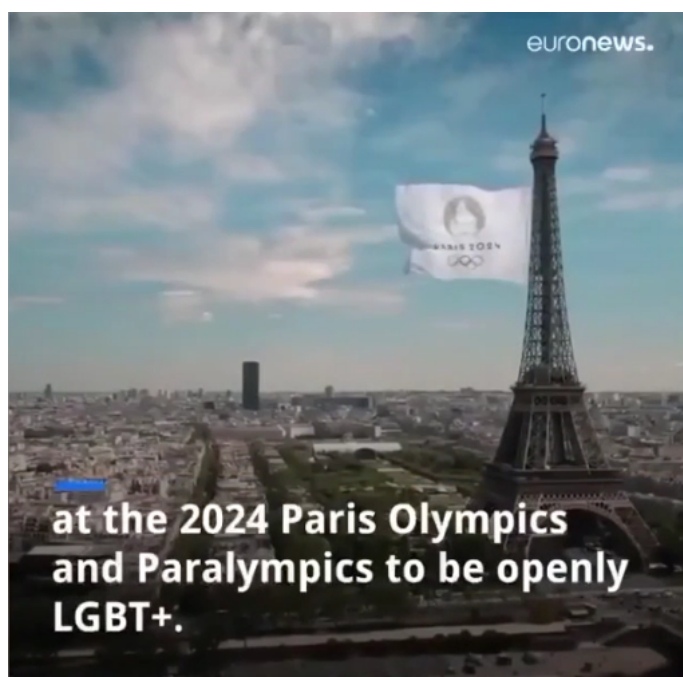 euronews.
PARIS 2024
at the 2024 Paris Olympics
and Paralympics to be openly
LGBT+.